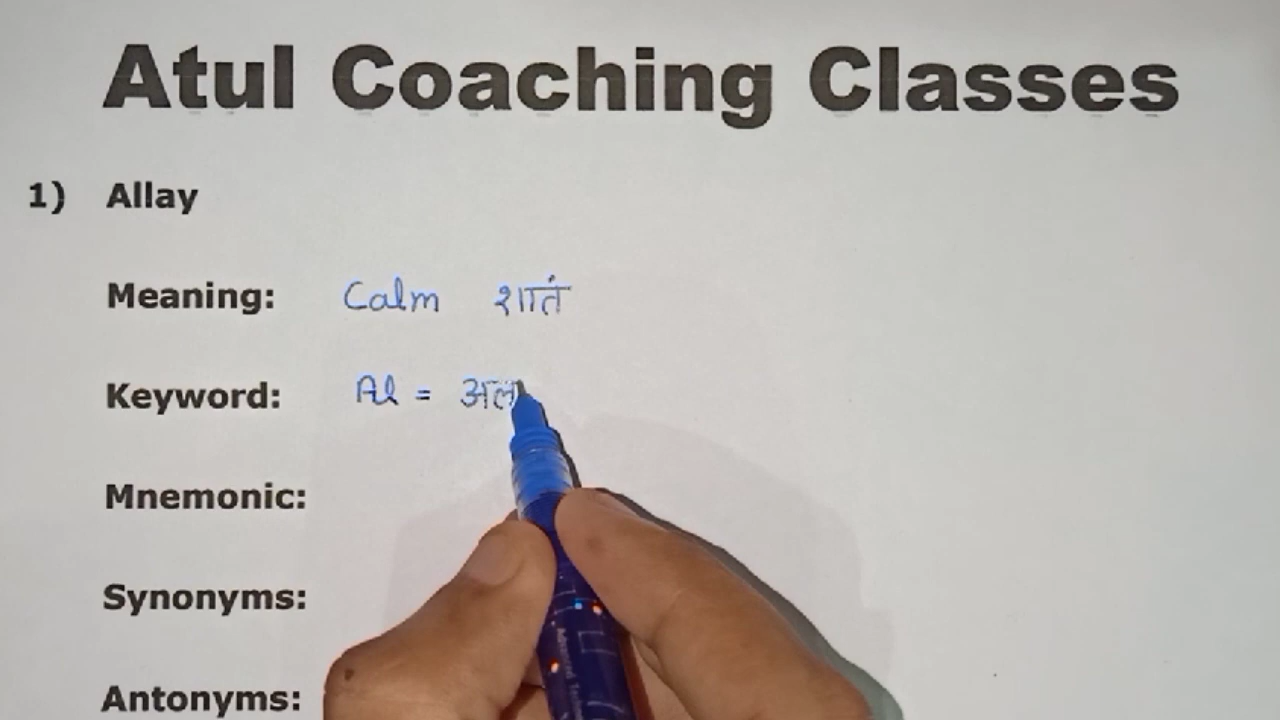 Atul Coaching Classes
1) Allay
Meaning: Calm शातं
Keyword: Al = अल
Mnemonic:
Synonyms:
Antonyms: